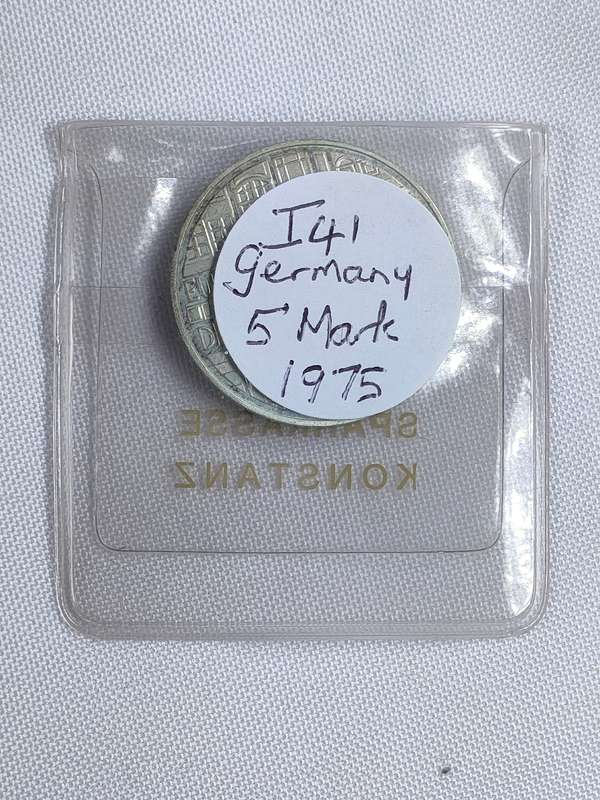 I41
Germany
5 Mark
1975
SPARKASSE
KONSTANZ